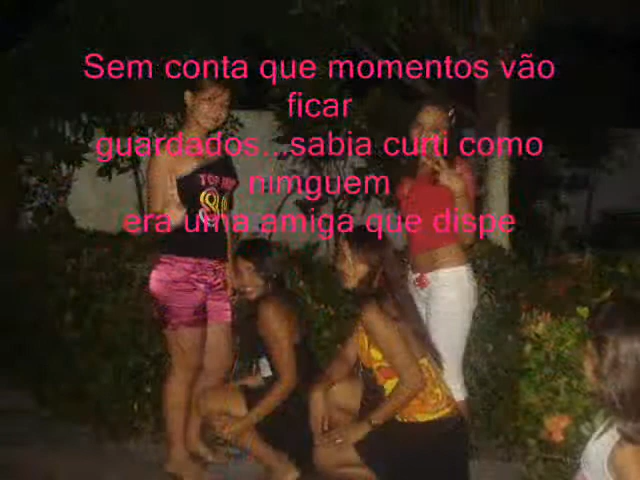 Sem conta que momentos vão
ficar
guardados...sabia curti como
nimguem
era uma amiga que dispe